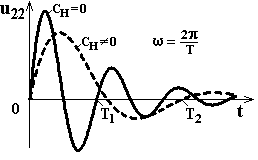 u₂₂
C_H=0
C_H≠0
ω = 2π/T
0
T₁
T₂
t